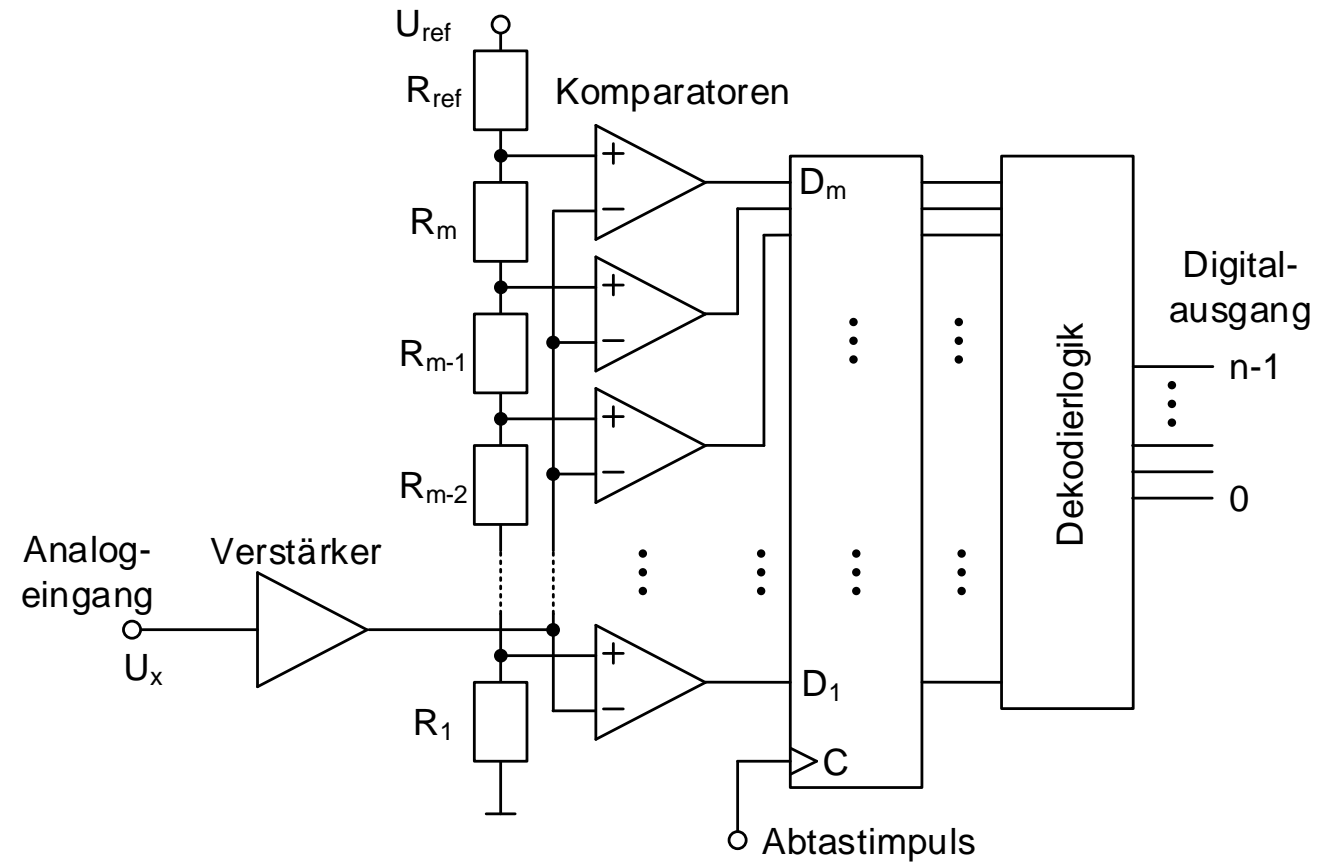 U_ref
R_ref
Komparatoren
+
−
D_m
R_m
+
−
Digital-
ausgang
R_m-1
n-1
+
−
Dekodierlogik
R_m-2
0
Analog-
eingang
Verstärker
U_x
+
−
D_1
R_1
C
Abtastimpuls